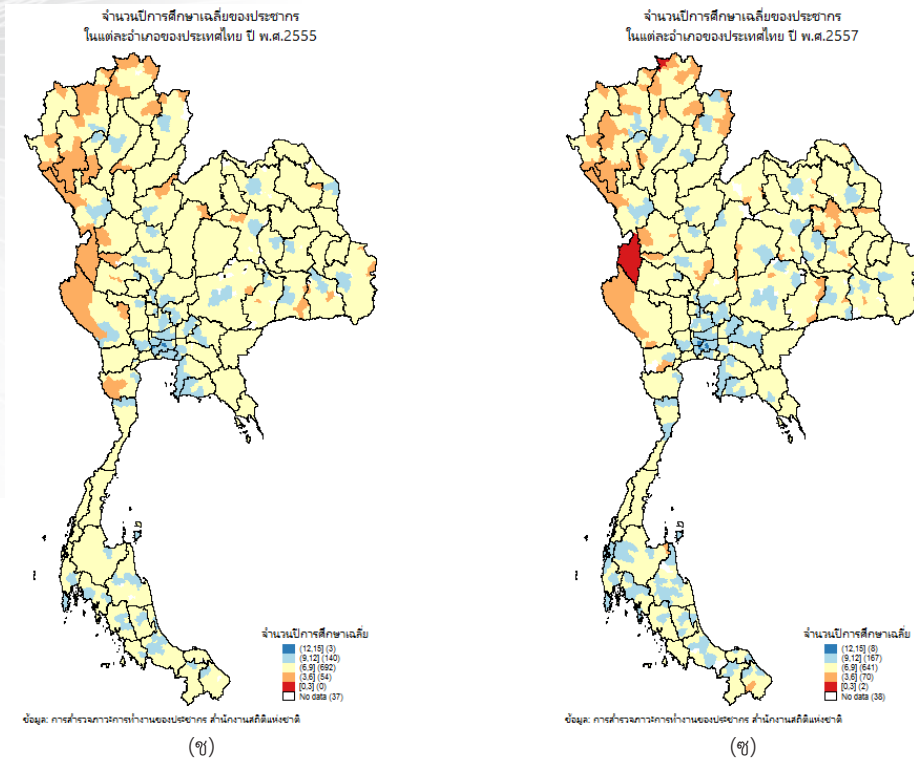 จำนวนปีการศึกษาเฉลี่ยของประชากร
ในแต่ละอำเภอของประเทศไทย ปี พ.ศ.2555
จำนวนปีการศึกษาเฉลี่ย
(12,15] (3)
(9,12] (140)
(6,9] (692)
(3,6] (54)
[0,3] (0)
No data (37)
ข้อมูล: การสำรวจภาวะการทำงานของประชากร สำนักงานสถิติแห่งชาติ
(ช)
จำนวนปีการศึกษาเฉลี่ยของประชากร
ในแต่ละอำเภอของประเทศไทย ปี พ.ศ.2557
จำนวนปีการศึกษาเฉลี่ย
(12,15] (8)
(9,12] (167)
(6,9] (641)
(3,6] (70)
[0,3] (2)
No data (38)
ข้อมูล: การสำรวจภาวะการทำงานของประชากร สำนักงานสถิติแห่งชาติ
(ซ)